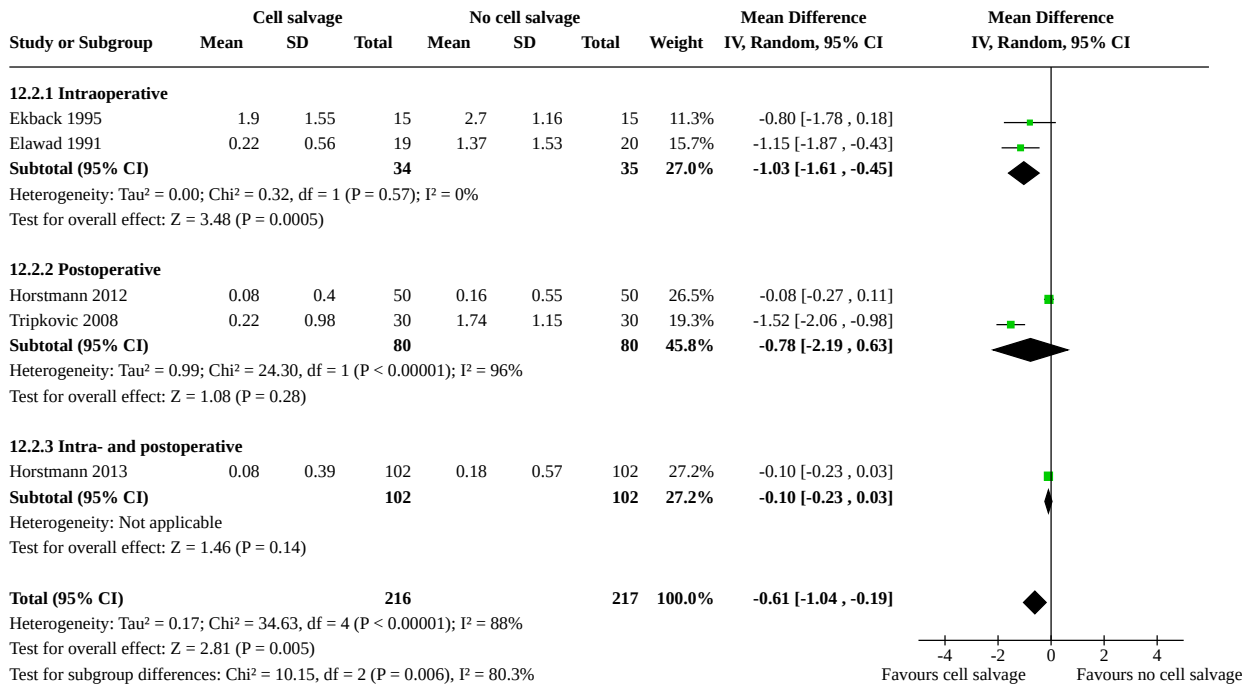 Cell salvage No cell salvage Mean Difference Mean Difference
Study or Subgroup Mean SD Total Mean SD Total Weight IV, Random, 95% CI IV, Random, 95% CI
12.2.1 Intraoperative
Ekback 1995 1.9 1.55 15 2.7 1.16 15 11.3% -0.80 [-1.78 , 0.18]
Elawad 1991 0.22 0.56 19 1.37 1.53 20 15.7% -1.15 [-1.87 , -0.43]
Subtotal (95% CI) 34 35 27.0% -1.03 [-1.61 , -0.45]
Heterogeneity: Tau² = 0.00; Chi² = 0.32, df = 1 (P = 0.57); I² = 0%
Test for overall effect: Z = 3.48 (P = 0.0005)
12.2.2 Postoperative
Horstmann 2012 0.08 0.4 50 0.16 0.55 50 26.5% -0.08 [-0.27 , 0.11]
Tripkovic 2008 0.22 0.98 30 1.74 1.15 30 19.3% -1.52 [-2.06 , -0.98]
Subtotal (95% CI) 80 80 45.8% -0.78 [-2.19 , 0.63]
Heterogeneity: Tau² = 0.99; Chi² = 24.30, df = 1 (P < 0.00001); I² = 96%
Test for overall effect: Z = 1.08 (P = 0.28)
12.2.3 Intra- and postoperative
Horstmann 2013 0.08 0.39 102 0.18 0.57 102 27.2% -0.10 [-0.23 , 0.03]
Subtotal (95% CI) 102 102 27.2% -0.10 [-0.23 , 0.03]
Heterogeneity: Not applicable
Test for overall effect: Z = 1.46 (P = 0.14)
Total (95% CI) 216 217 100.0% -0.61 [-1.04 , -0.19]
Heterogeneity: Tau² = 0.17; Chi² = 34.63, df = 4 (P < 0.00001); I² = 88%
Test for overall effect: Z = 2.81 (P = 0.005)
-4 -2 0 2 4
Test for subgroup differences: Chi² = 10.15, df = 2 (P = 0.006), I² = 80.3% Favours cell salvage Favours no cell salvage